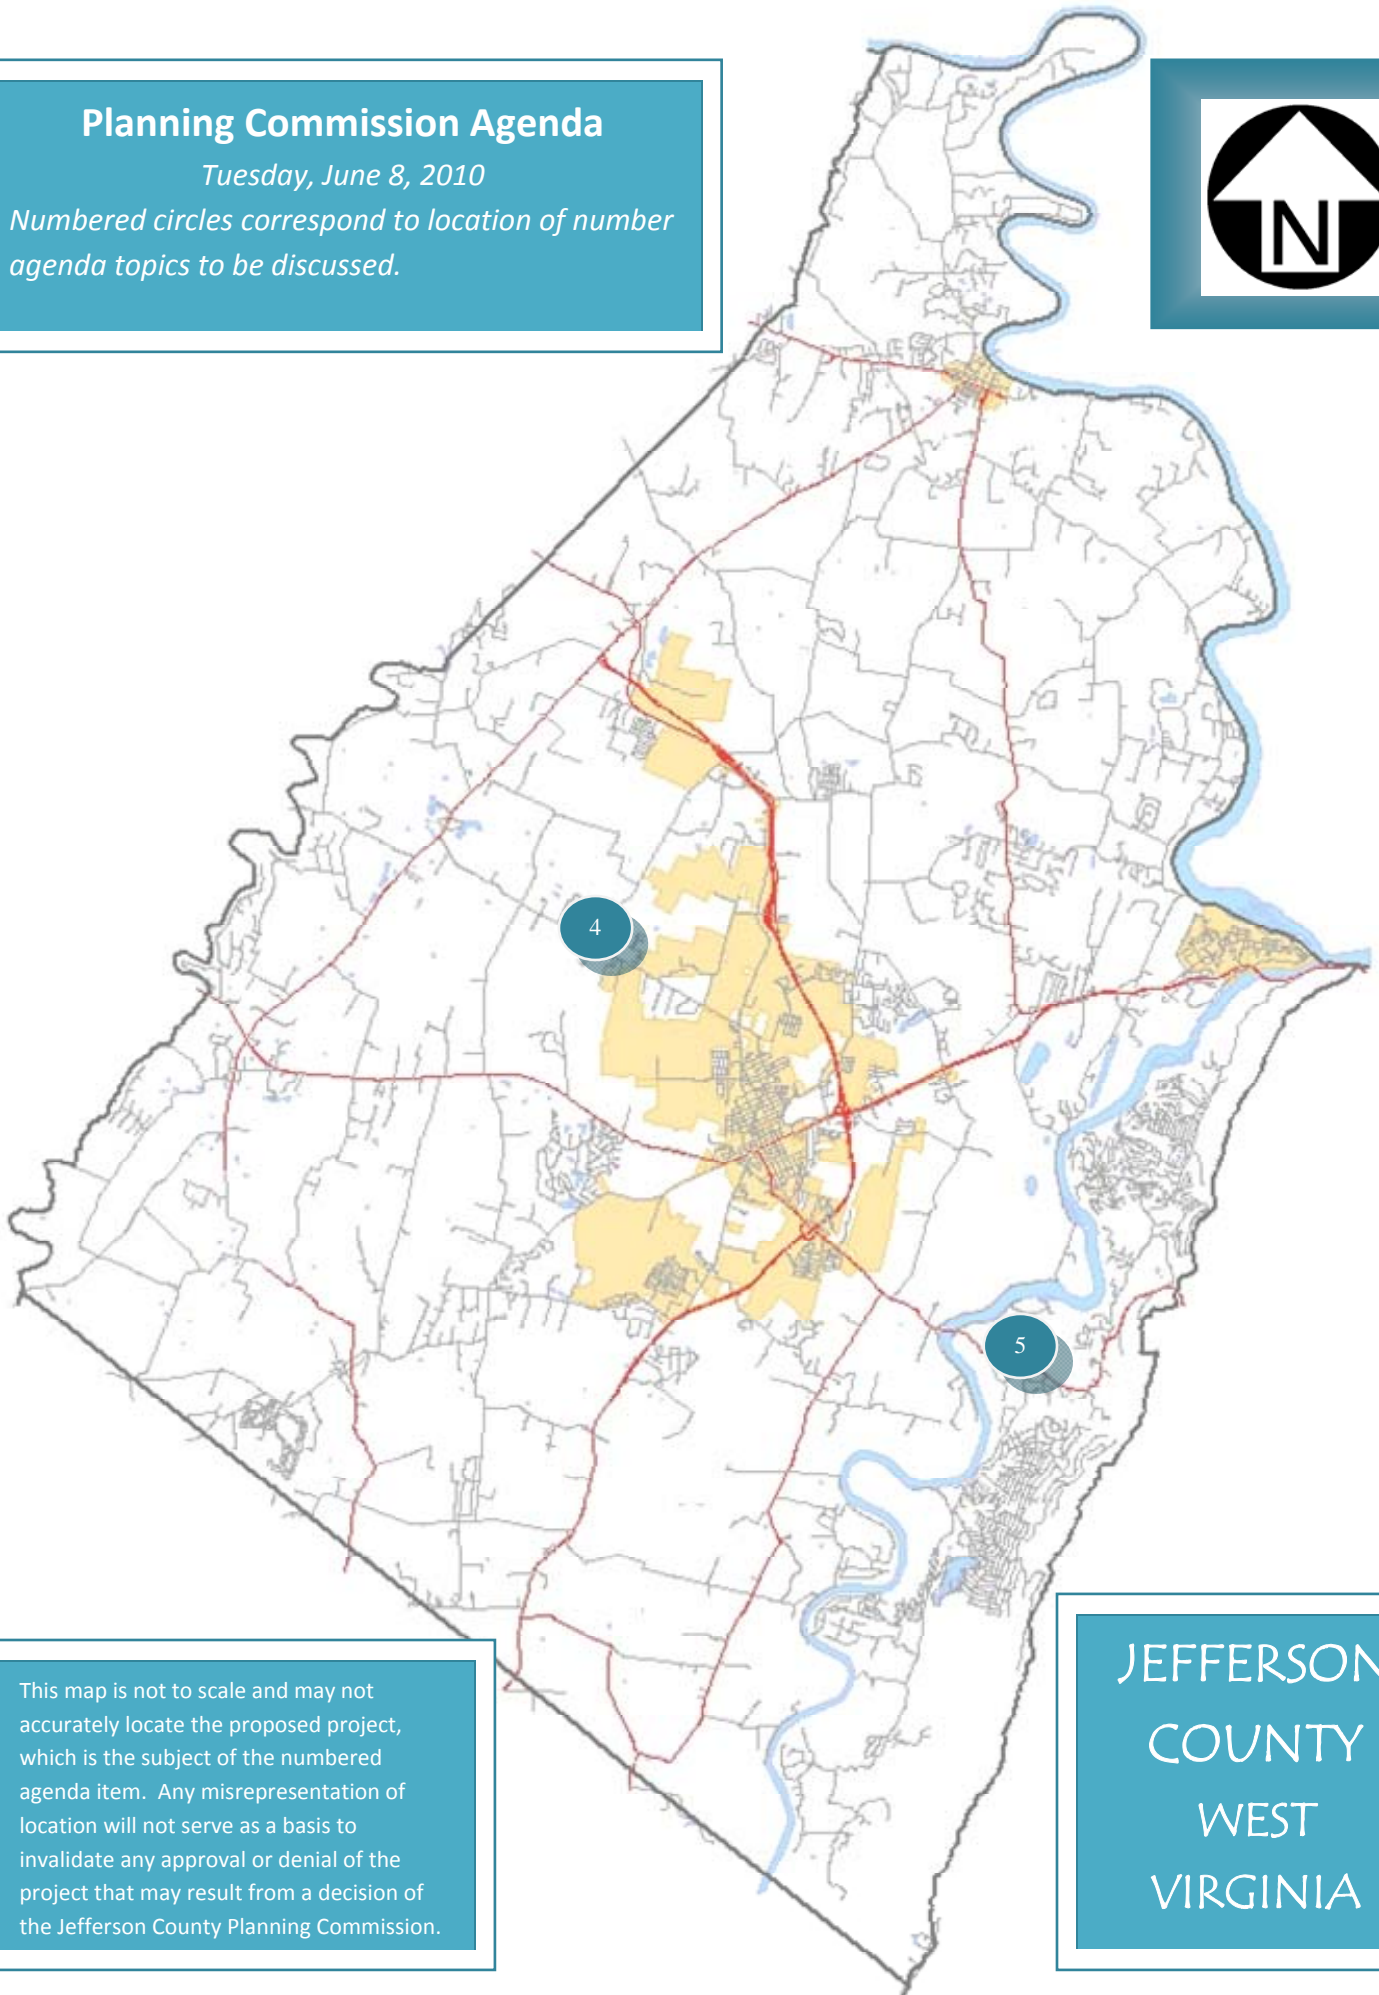 Planning Commission Agenda
Tuesday, June 8, 2010
Numbered circles correspond to location of number
agenda topics to be discussed.
N
4
5
This map is not to scale and may not
accurately locate the proposed project,
which is the subject of the numbered
agenda item.  Any misrepresentation of
location will not serve as a basis to
invalidate any approval or denial of the
project that may result from a decision of
the Jefferson County Planning Commission.
JEFFERSON
COUNTY
WEST
VIRGINIA